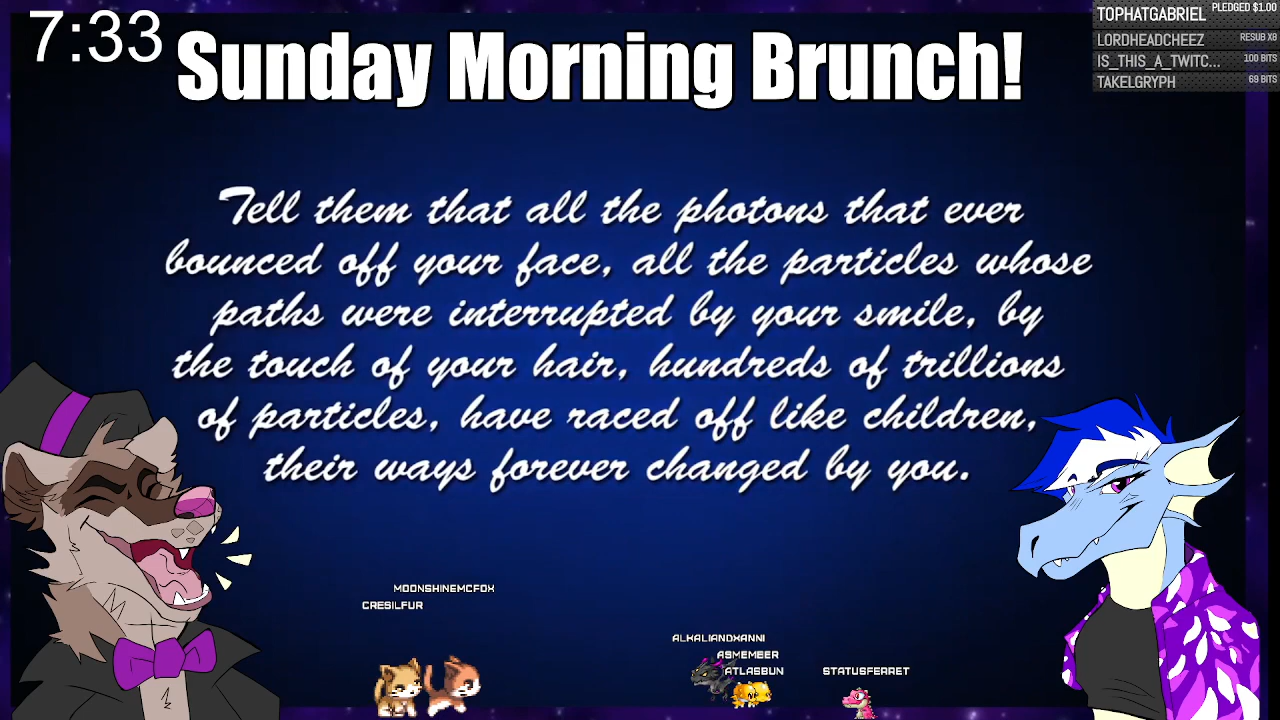 7:33
Sunday Morning Brunch!
TOPHATGABRIEL PLEDGED $1.00
LORDHEADCHEEZ RESUB X8
IS_THIS_A_TWITC... 100 BITS
TAKELGRYPH 69 BITS
Tell them that all the photons that ever
bounced off your face, all the particles whose
paths were interrupted by your smile, by
the touch of your hair, hundreds of trillions
of particles, have raced off like children,
their ways forever changed by you.
MOONSHINEMCFOX
CRESILFUR
ALKALIANDXANNI
ASMEMEER
ATLASBUN
STATUSFERRET